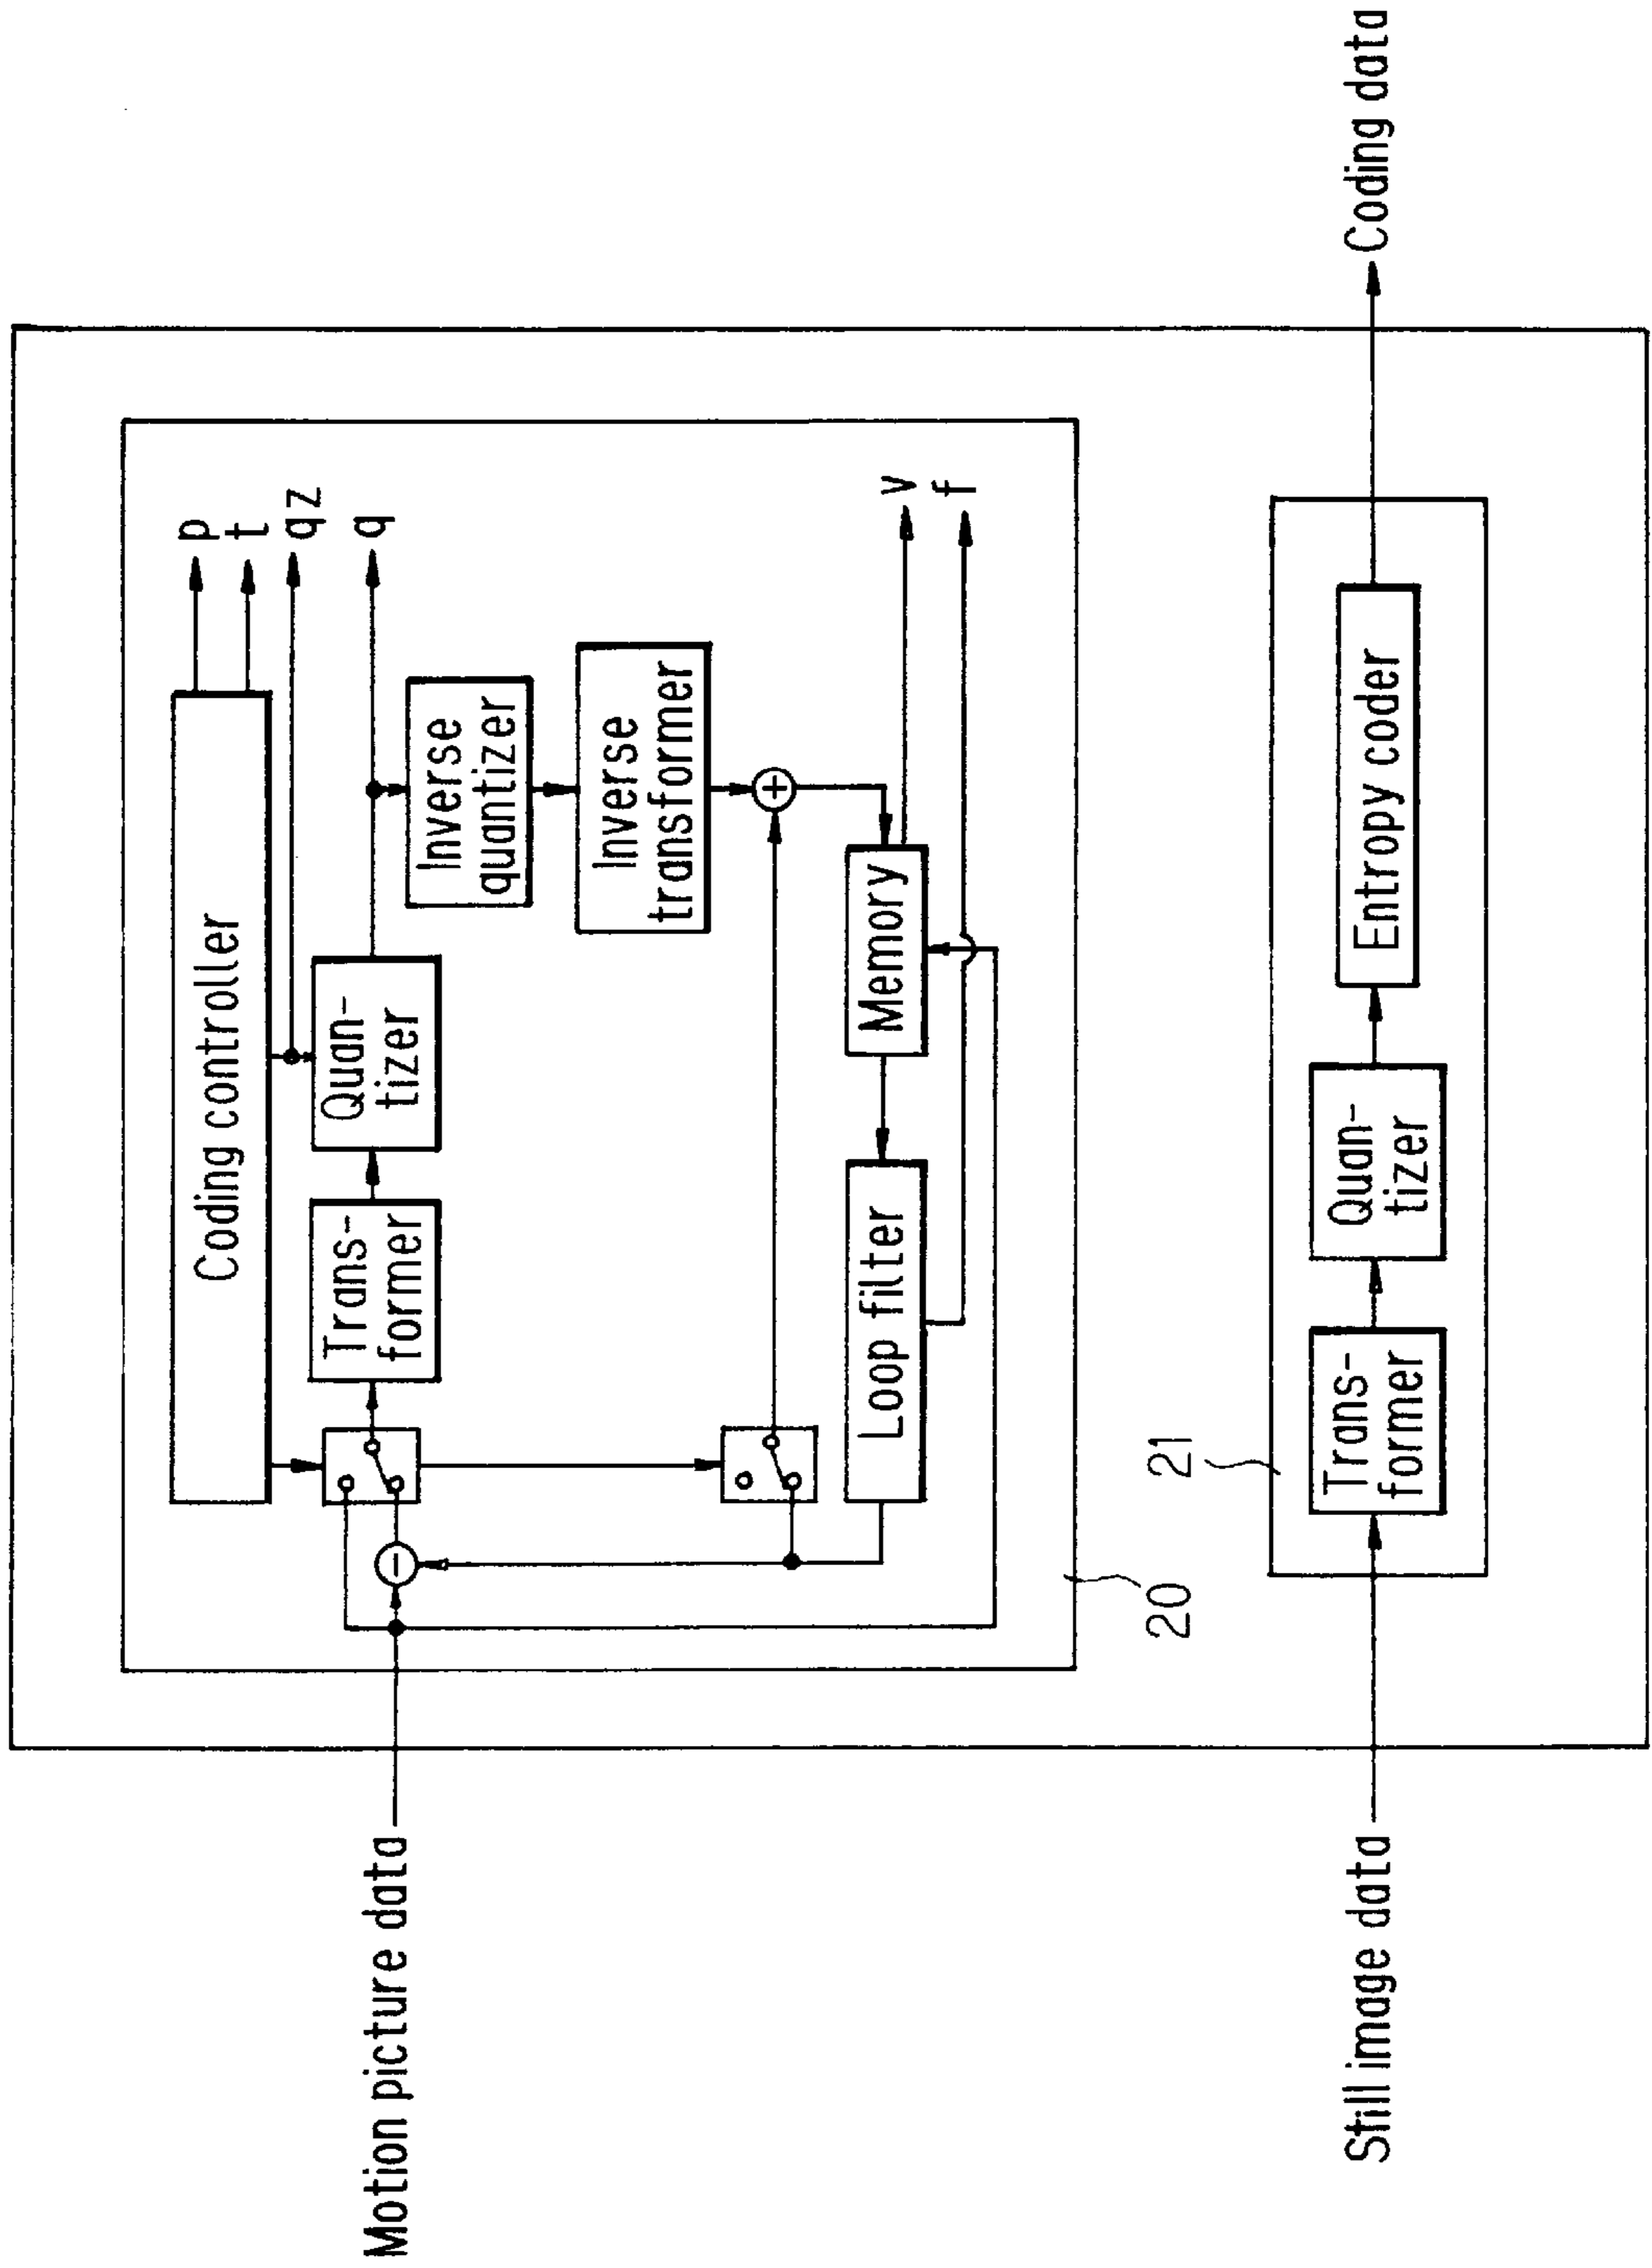 Coding controller
p
t
qz
q
Motion picture data
Trans-
former
Quan-
tizer
Inverse
quantizer
Inverse
transformer
Loop filter
Memory
v
f
20
21
Still image data
Trans-
former
Quan-
tizer
Entropy coder
Coding data